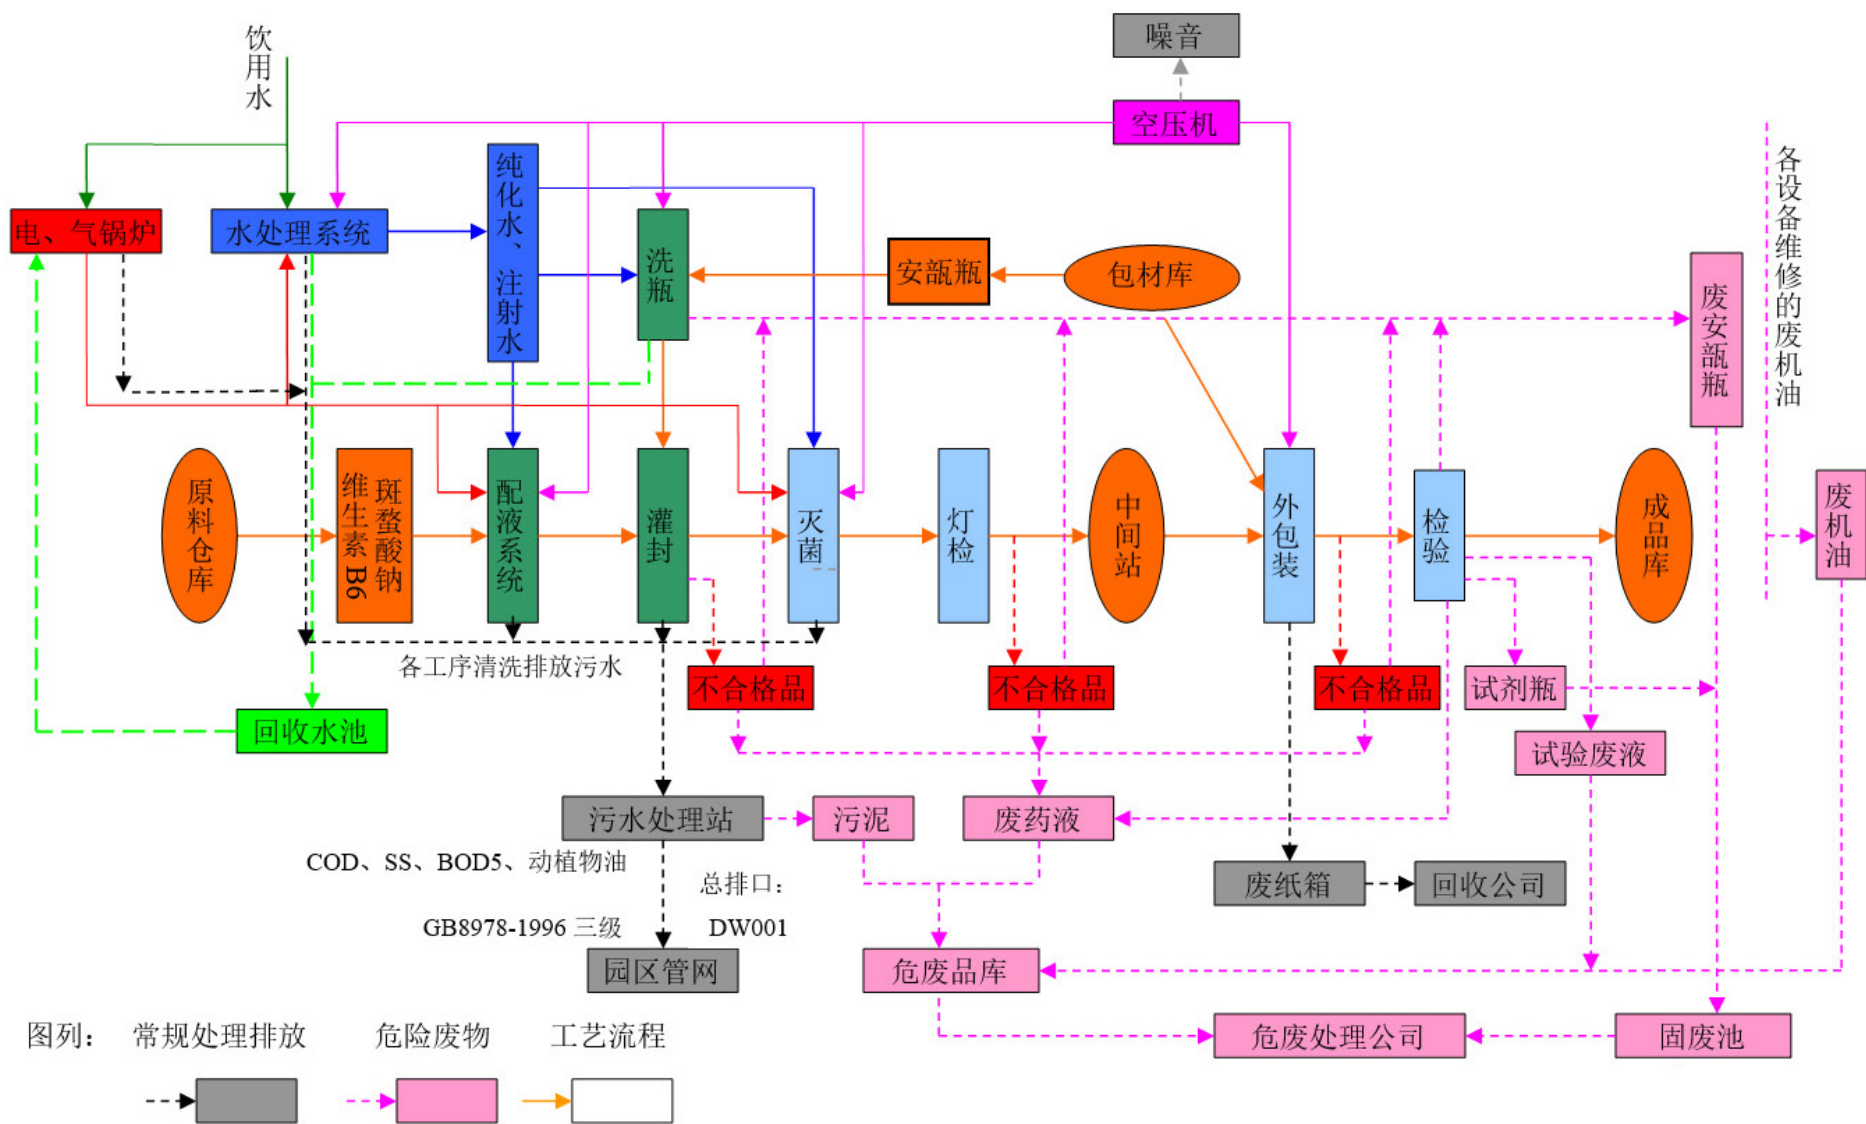 噪音
饮用水
空压机
各设备维修的废机油
纯化水、注射水
电、气锅炉
水处理系统
洗瓶
安瓿瓶
包材库
废安瓿瓶
原料仓库
斑蝥酸钠
维生素 B6
配液系统
灌封
灭菌
灯检
中间站
外包装
检验
成品库
废机油
各工序清洗排放污水
不合格品
不合格品
不合格品
试剂瓶
回收水池
试验废液
污水处理站
污泥
废药液
COD、SS、BOD5、动植物油
总排口：
废纸箱
回收公司
GB8978-1996 三级
DW001
园区管网
危废品库
图列：
常规处理排放
危险废物
工艺流程
危废处理公司
固废池